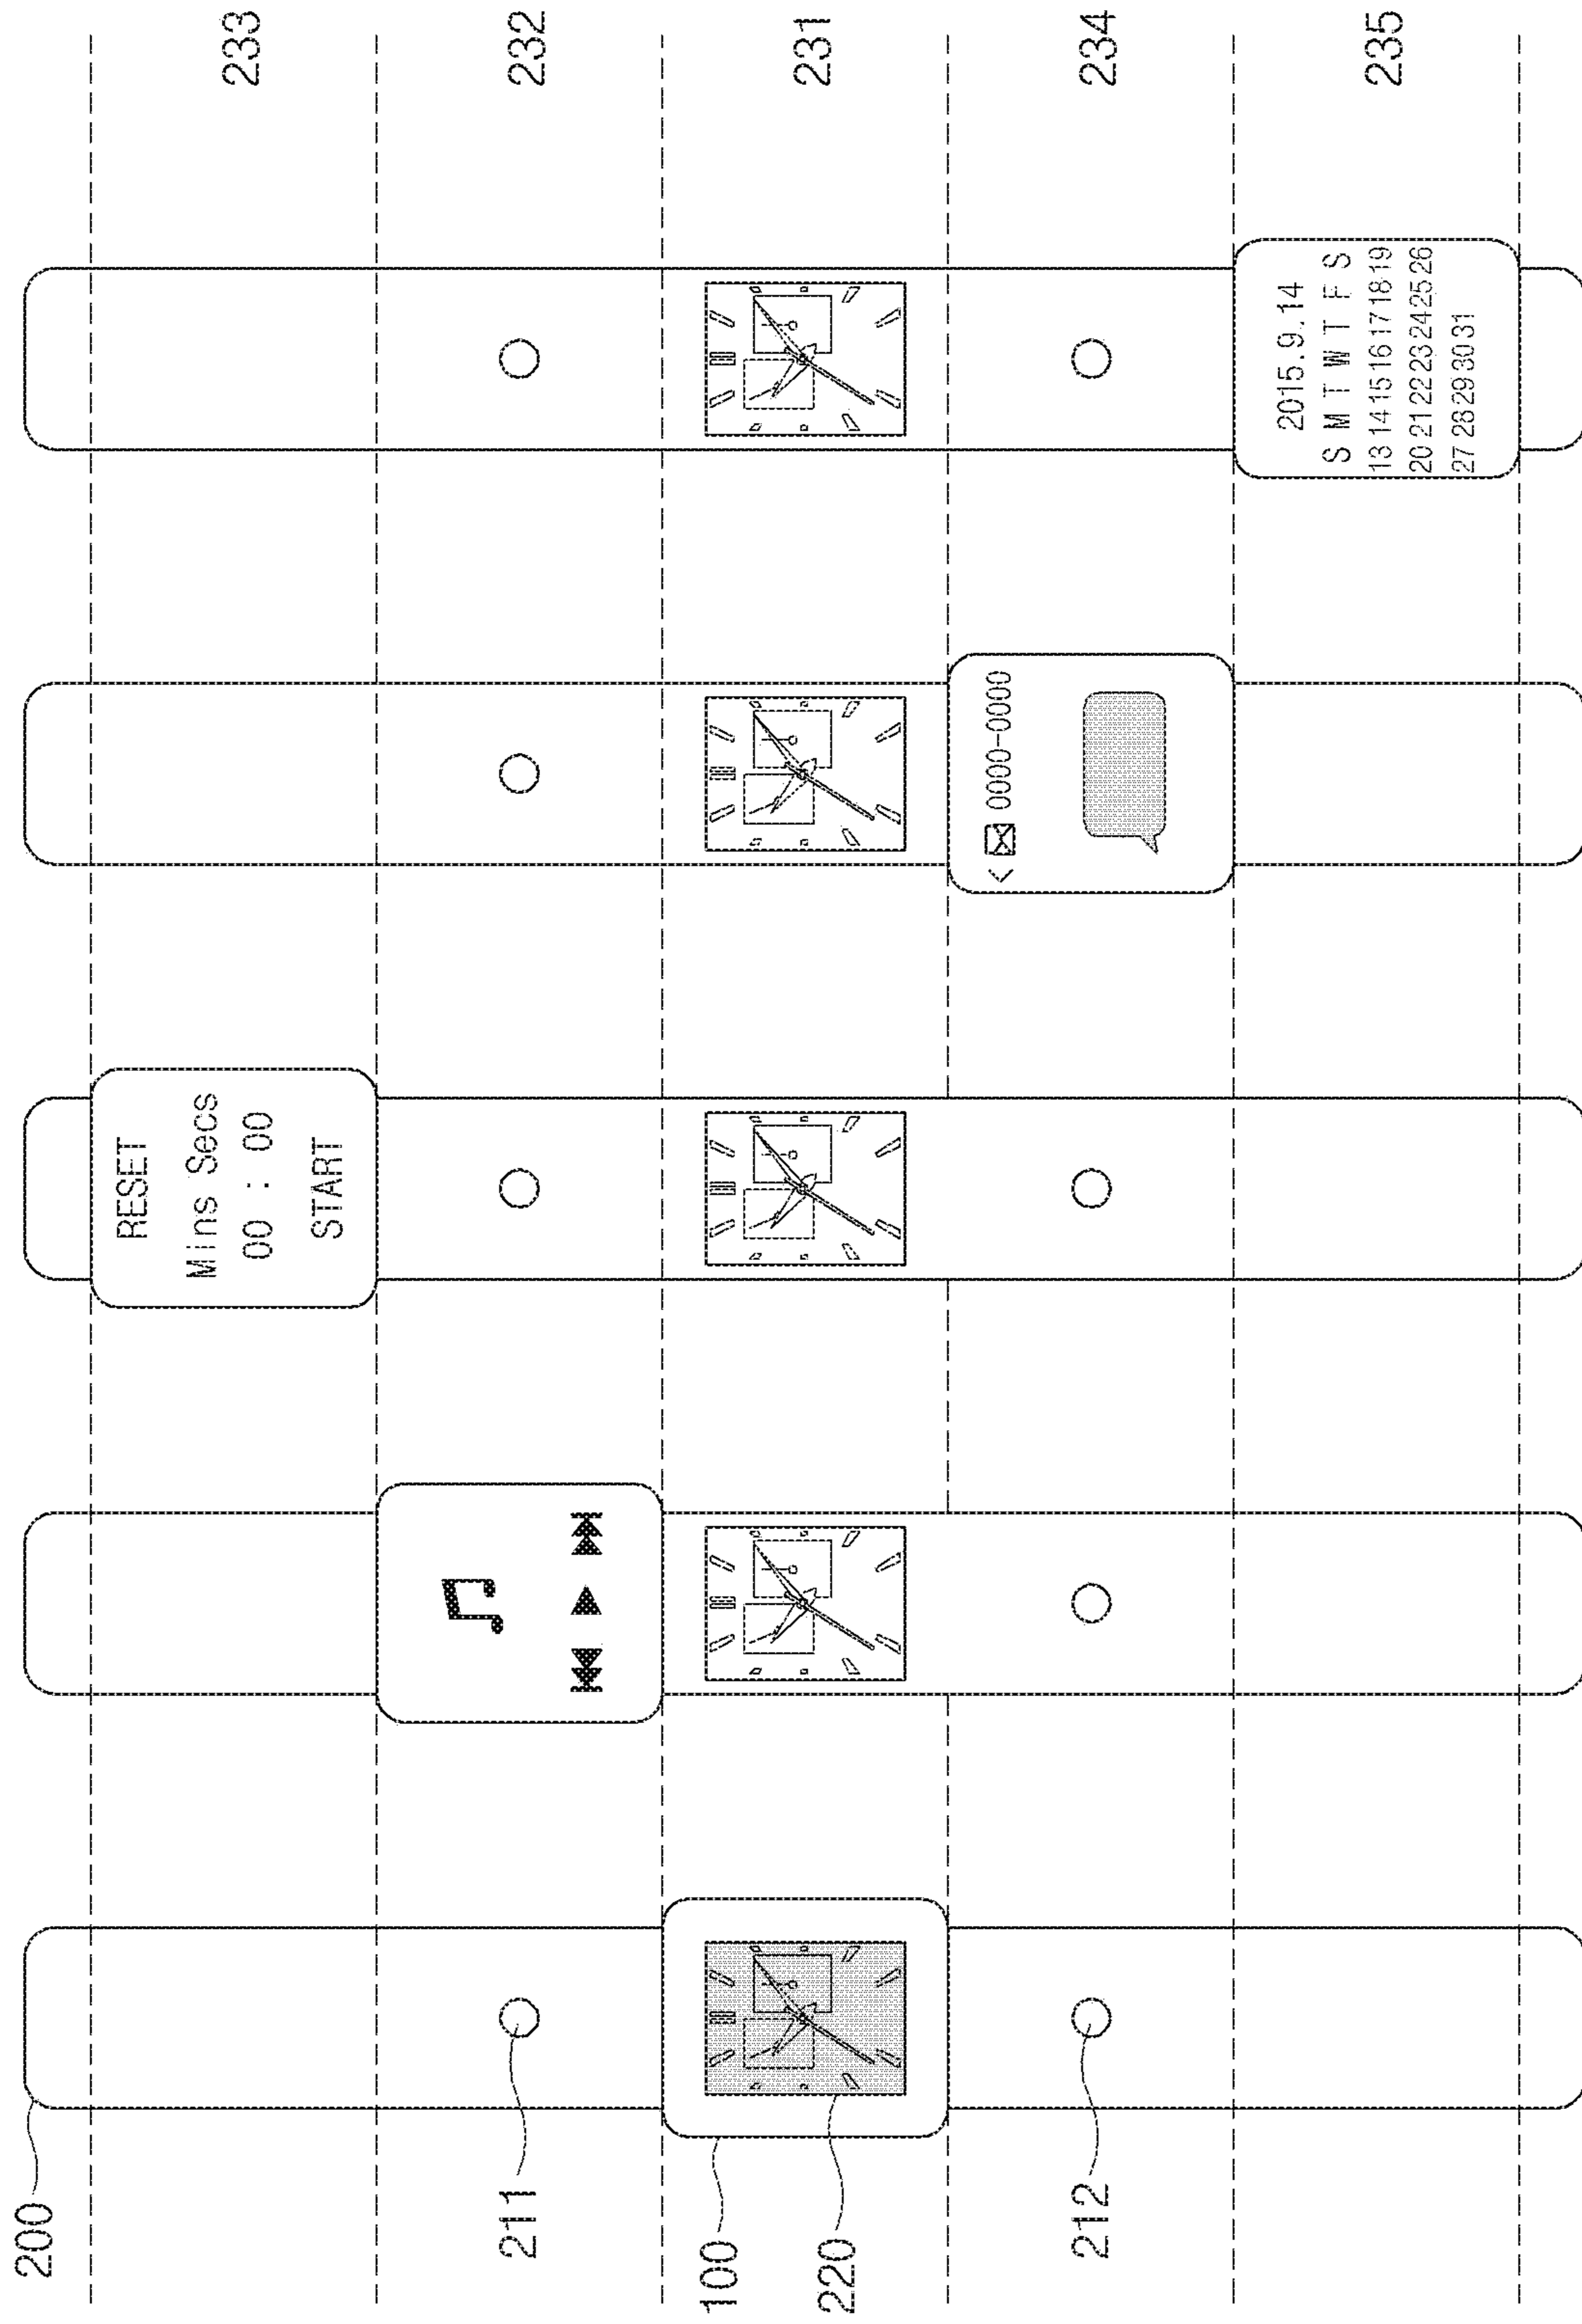 200
211
100
220
212
RESET
Mins Secs
00 : 00
START
< 0000-0000
2015.9.14
S M T W T F S
13 14 15 16 17 18 19
20 21 22 23 24 25 26
27 28 29 30 31
233
232
231
234
235